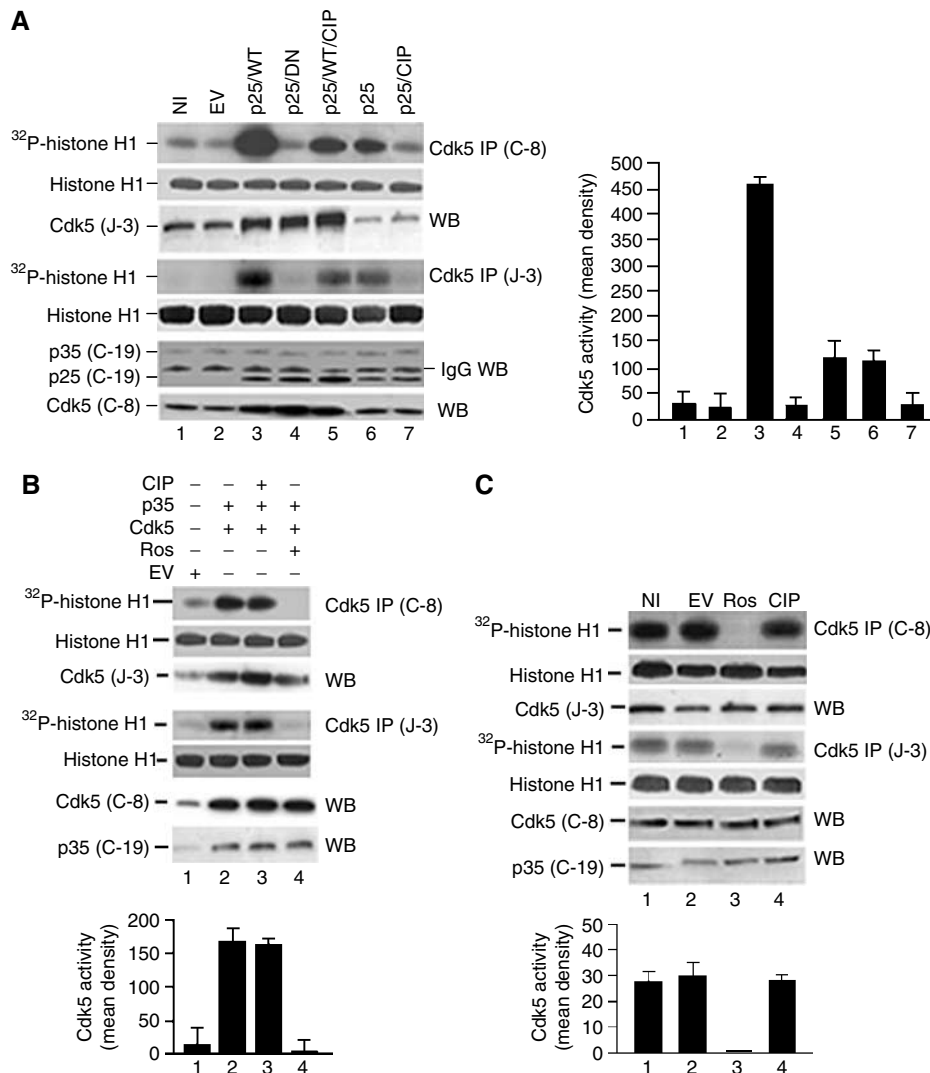 A
NI EV p25/WT p25/DN p25/WT/CIP p25 p25/CIP
32P-histone H1 Cdk5 IP (C-8)
Histone H1
Cdk5 (J-3) WB
32P-histone H1 Cdk5 IP (J-3)
Histone H1
p35 (C-19)
IgG WB
p25 (C-19)
Cdk5 (C-8) WB
1 2 3 4 5 6 7
Cdk5 activity (mean density)
500
450
400
350
300
250
200
150
100
50
0
1 2 3 4 5 6 7
B
CIP – – + –
p35 – + + +
Cdk5 – + + +
Ros – – – +
EV + – – –
32P-histone H1 Cdk5 IP (C-8)
Histone H1
Cdk5 (J-3) WB
32P-histone H1 Cdk5 IP (J-3)
Histone H1
Cdk5 (C-8) WB
p35 (C-19) WB
1 2 3 4
Cdk5 activity
(mean density)
200
150
100
50
0
1 2 3 4
C
NI EV Ros CIP
32P-histone H1 Cdk5 IP (C-8)
Histone H1
Cdk5 (J-3) WB
32P-histone H1 Cdk5 IP (J-3)
Histone H1
Cdk5 (C-8) WB
p35 (C-19) WB
1 2 3 4
Cdk5 activity
(mean density)
50
40
30
20
10
0
1 2 3 4